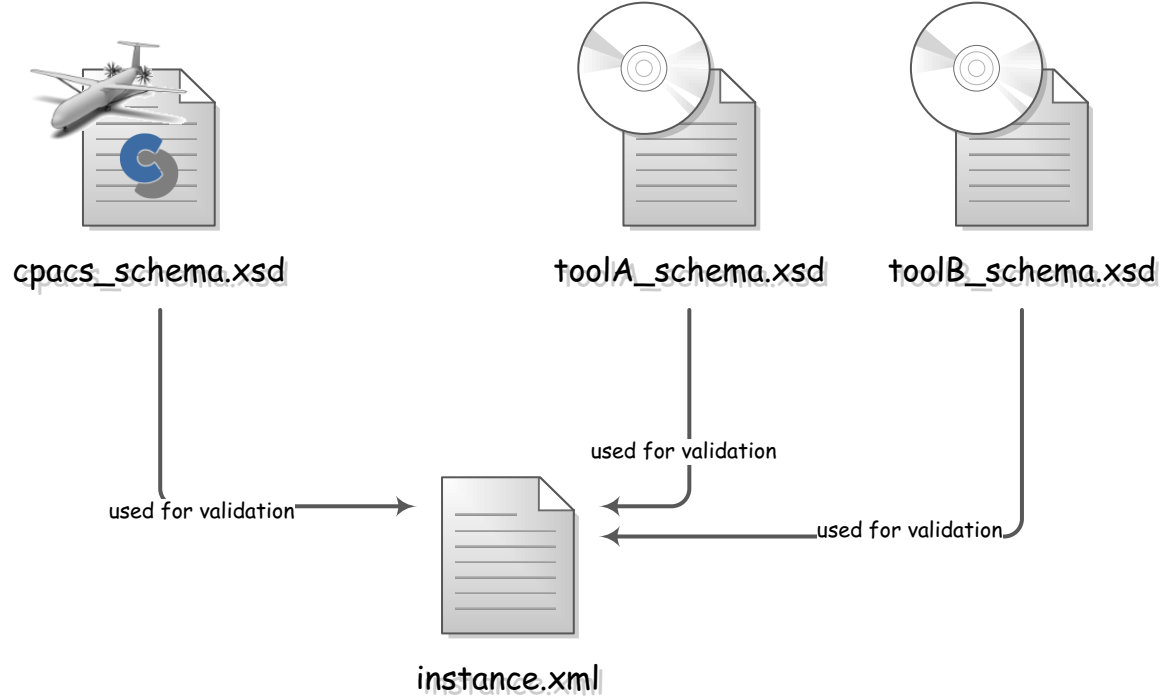 cpacs_schema.xsd
toolA_schema.xsd
toolB_schema.xsd
used for validation
used for validation
used for validation
instance.xml